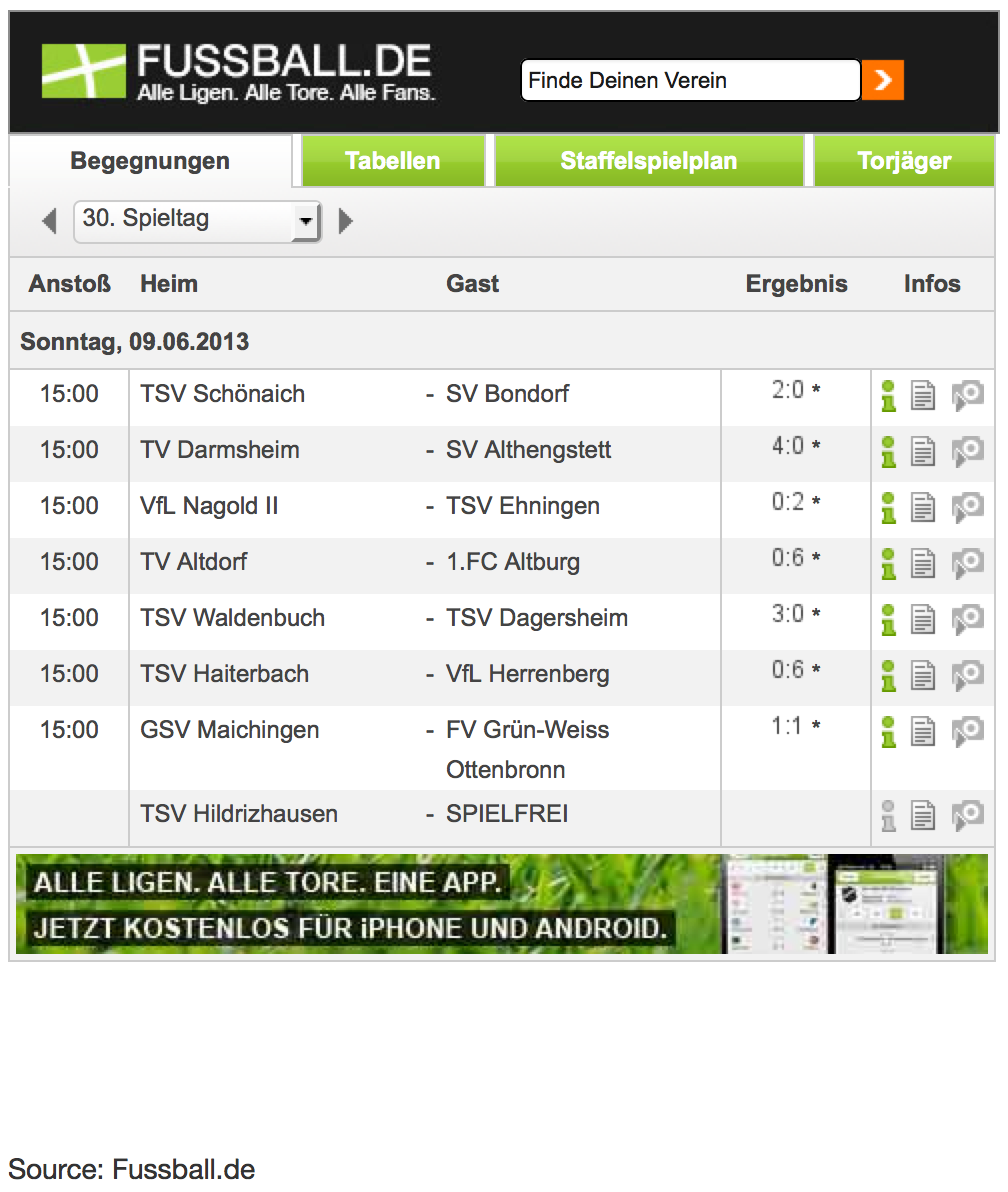 FUSSBALL.DE
Alle Ligen. Alle Tore. Alle Fans.
Finde Deinen Verein
Begegnungen Tabellen Staffelspielplan Torjäger
30. Spieltag
Anstoß Heim Gast Ergebnis Infos
Sonntag, 09.06.2013
15:00 TSV Schönaich - SV Bondorf 2:0 *
15:00 TV Darmsheim - SV Althengstett 4:0 *
15:00 VfL Nagold II - TSV Ehningen 0:2 *
15:00 TV Altdorf - 1.FC Altburg 0:6 *
15:00 TSV Waldenbuch - TSV Dagersheim 3:0 *
15:00 TSV Haiterbach - VfL Herrenberg 0:6 *
15:00 GSV Maichingen - FV Grün-Weiss 1:1 *
Ottenbronn
TSV Hildrizhausen - SPIELFREI
ALLE LIGEN. ALLE TORE. EINE APP.
JETZT KOSTENLOS FÜR iPHONE UND ANDROID.
Source: Fussball.de